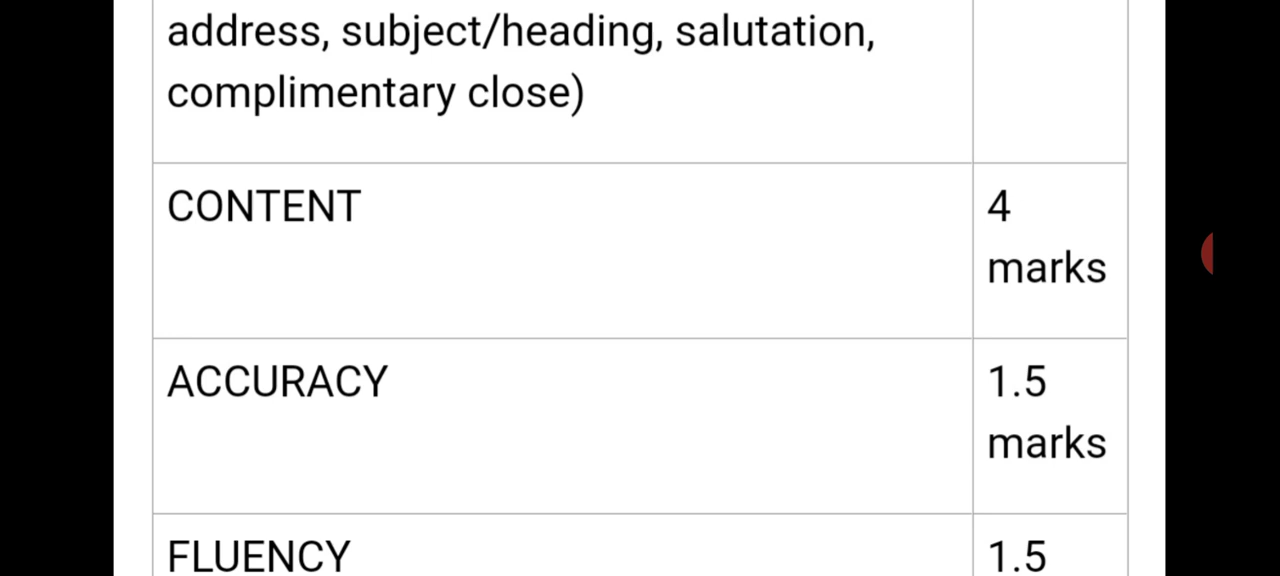 address, subject/heading, salutation,
complimentary close)
CONTENT
4
marks
ACCURACY
1.5
marks
FLUENCY
1.5